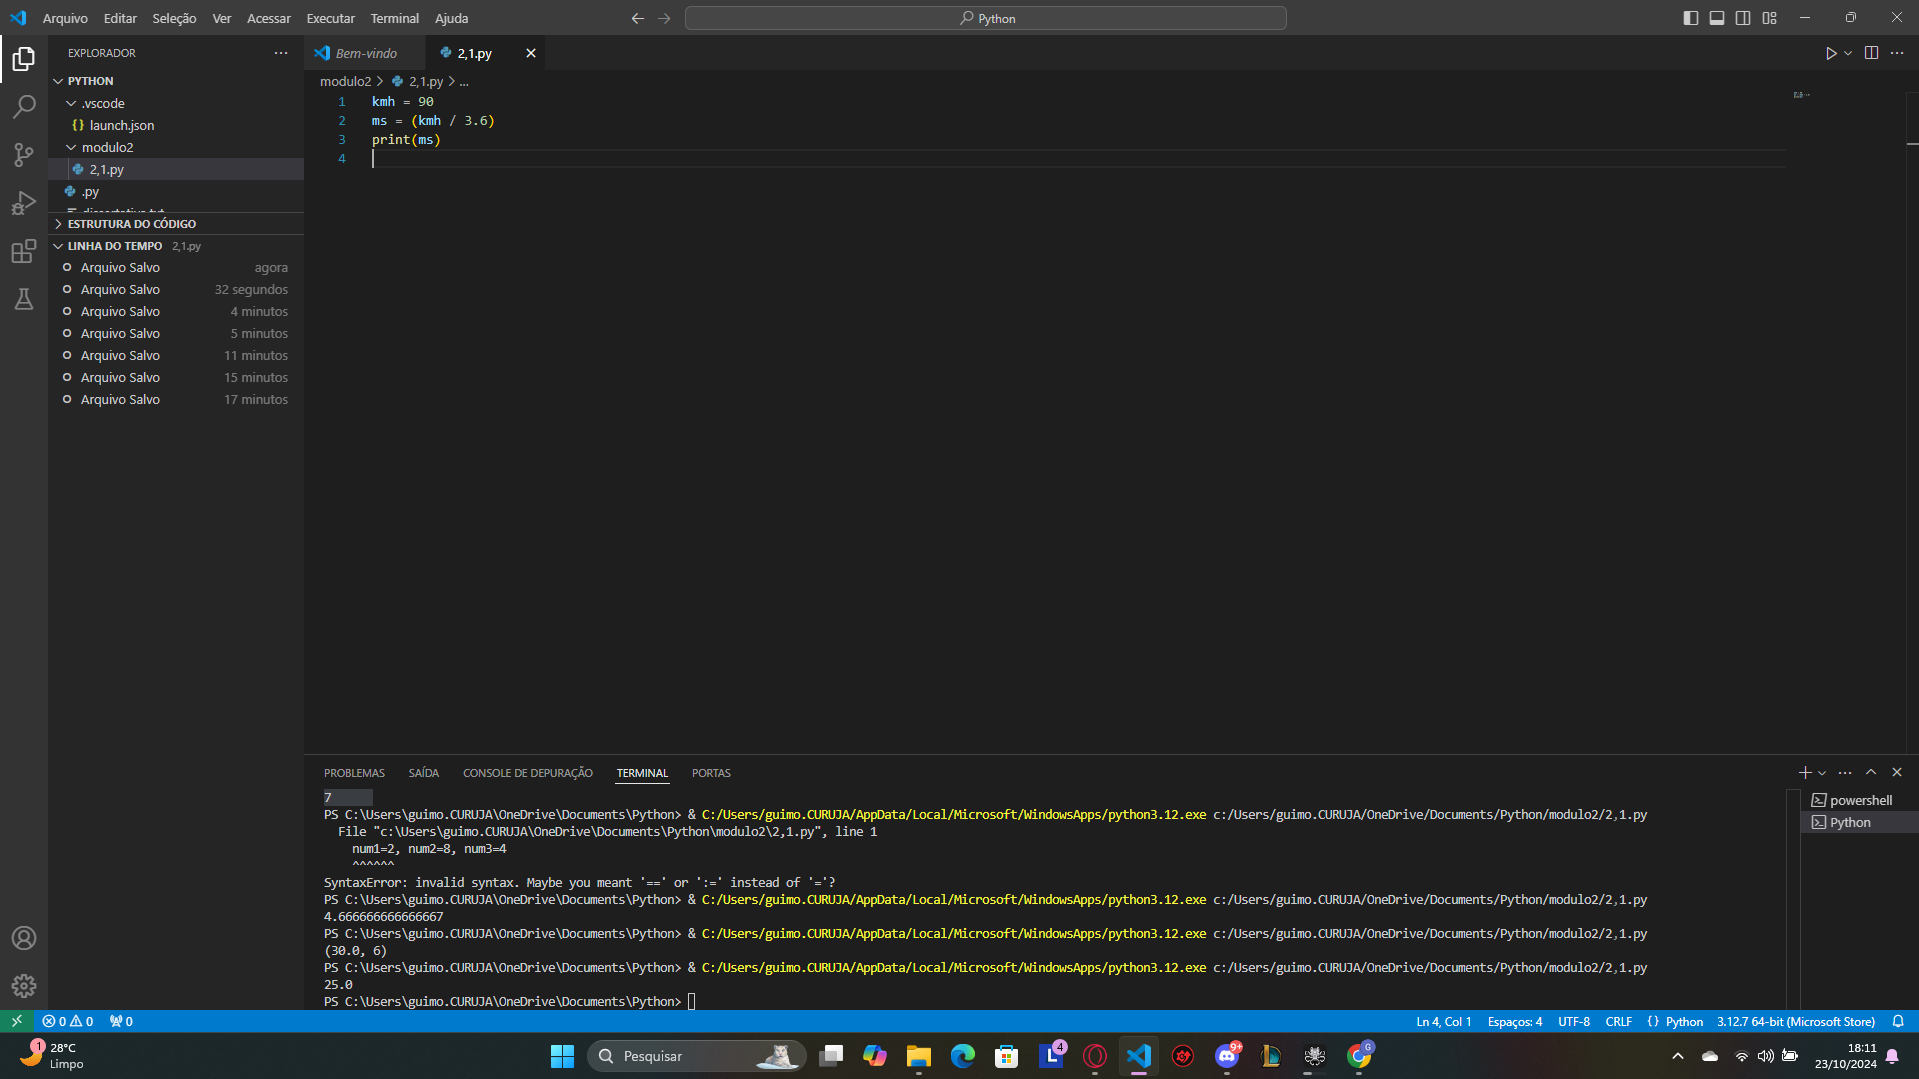 Arquivo Editar Seleção Ver Acessar Executar Terminal Ajuda
Python
EXPLORADOR
PYTHON
.vscode
{} launch.json
modulo2
2,1.py
.py
ESTRUTURA DO CÓDIGO
LINHA DO TEMPO 2,1.py
Arquivo Salvo agora
Arquivo Salvo 32 segundos
Arquivo Salvo 4 minutos
Arquivo Salvo 5 minutos
Arquivo Salvo 11 minutos
Arquivo Salvo 15 minutos
Arquivo Salvo 17 minutos
Bem-vindo
2,1.py
modulo2 > 2,1.py > ...
1 kmh = 90
2 ms = (kmh / 3.6)
3 print(ms)
4
PROBLEMAS SAÍDA CONSOLE DE DEPURAÇÃO TERMINAL PORTAS
7
PS C:\Users\guimo.CURUJA\OneDrive\Documents\Python> & C:/Users/guimo.CURUJA/AppData/Local/Microsoft/WindowsApps/python3.12.exe c:/Users/guimo.CURUJA/OneDrive/Documents/Python/modulo2/2,1.py
File "c:\Users\guimo.CURUJA\OneDrive\Documents\Python\modulo2\2,1.py", line 1
num1=2, num2=8, num3=4
^^^^^^
SyntaxError: invalid syntax. Maybe you meant '==' or ':=' instead of '='?
PS C:\Users\guimo.CURUJA\OneDrive\Documents\Python> & C:/Users/guimo.CURUJA/AppData/Local/Microsoft/WindowsApps/python3.12.exe c:/Users/guimo.CURUJA/OneDrive/Documents/Python/modulo2/2,1.py
4.666666666666667
PS C:\Users\guimo.CURUJA\OneDrive\Documents\Python> & C:/Users/guimo.CURUJA/AppData/Local/Microsoft/WindowsApps/python3.12.exe c:/Users/guimo.CURUJA/OneDrive/Documents/Python/modulo2/2,1.py
(30.0, 6)
PS C:\Users\guimo.CURUJA\OneDrive\Documents\Python> & C:/Users/guimo.CURUJA/AppData/Local/Microsoft/WindowsApps/python3.12.exe c:/Users/guimo.CURUJA/OneDrive/Documents/Python/modulo2/2,1.py
25.0
PS C:\Users\guimo.CURUJA\OneDrive\Documents\Python>
powershell
Python
0 0 0
Ln 4, Col 1 Espaços: 4 UTF-8 CRLF {} Python 3.12.7 64-bit (Microsoft Store)
1
28°C
Limpo
Pesquisar
4
9+
G
18:11
23/10/2024